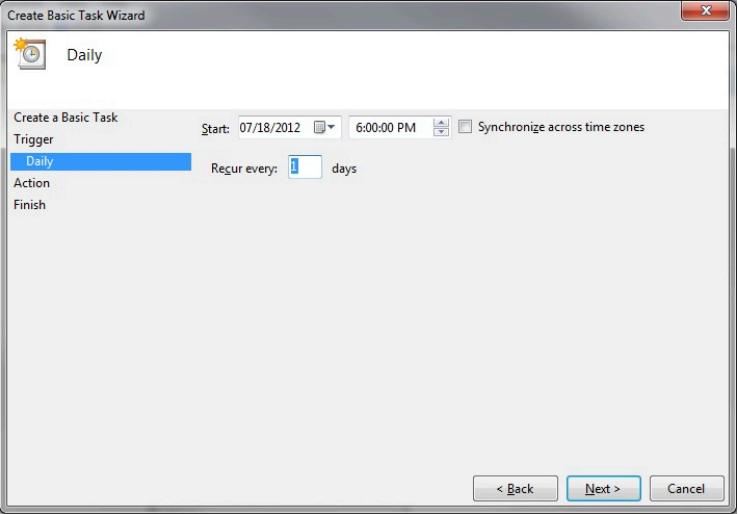 Create Basic Task Wizard
Daily
Create a Basic Task
Trigger
Daily
Action
Finish
Start: 07/18/2012 6:00:00 PM Synchronize across time zones
Recur every: 1 days
< Back Next > Cancel